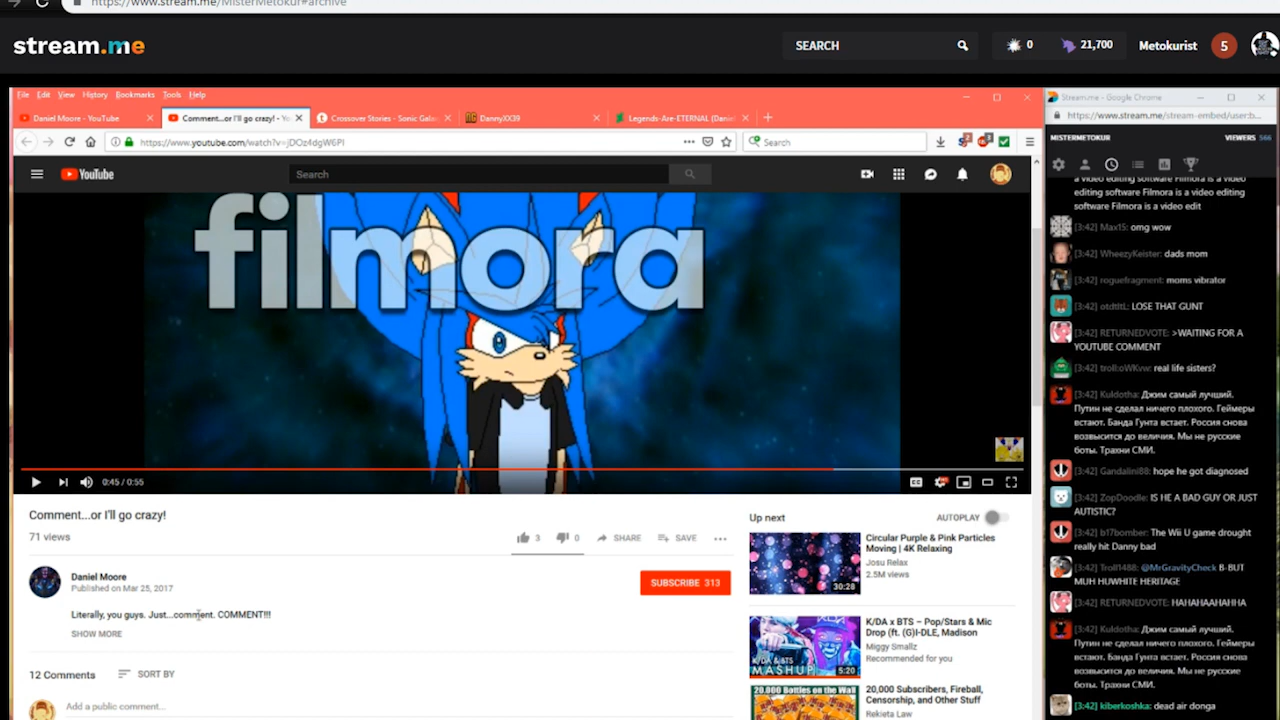 https://www.stream.me/MisterMetokur#archive
stream.me
SEARCH
0
21,700
Metokurist
5
File Edit View History Bookmarks Tools Help
Daniel Moore - YouTube
Comment...or I'll go crazy! - Yo
Crossover Stories - Sonic Gala
DannyXX39
Legends-Are-ETERNAL (Daniel
https://www.youtube.com/watch?v=jDOz4dgW6PI
Search
YouTube
Search
filmora
0:45 / 0:55
Comment...or I'll go crazy!
71 views
3
0
SHARE
SAVE
Daniel Moore
Published on Mar 25, 2017
SUBSCRIBE 313
Literally, you guys. Just...comment. COMMENT!!!
SHOW MORE
12 Comments
SORT BY
Add a public comment...
Up next
AUTOPLAY
Circular Purple & Pink Particles
Moving | 4K Relaxing
Josu Relax
2.5M views
30:28
K/DA x BTS – Pop/Stars & Mic
Drop (ft. (G)I-DLE, Madison
Miggy Smallz
Recommended for you
K/DA & BTS
MASHUP
5:20
20,000 Bottles on the Wall
20,000 Subscribers, Fireball,
Censorship, and Other Stuff
Rekieta Law
Stream.me - Google Chrome
https://www.stream.me/stream-embed/user:b...
MISTERMETOKUR
VIEWERS 566
a video editing software Filmora is a video
editing software Filmora is a video editing
software Filmora is a video edit
[3:42] Max15: omg wow
[3:42] WheezyKeister: dads mom
[3:42] roguefragment: moms vibrator
[3:42] otdtitL: LOSE THAT GUNT
[3:42] RETURNEDVOTE: >WAITING FOR A
YOUTUBE COMMENT
[3:42] troll:oWKvw: real life sisters?
[3:42] Kuldotha: Джим самый лучший.
Путин не сделал ничего плохого. Геймеры
встают. Банда Гунта встает. Россия снова
возвысится до величия. Мы не русские
боты. Трахни СМИ.
[3:42] Gandalini88: hope he got diagnosed
[3:42] ZopDoodle: IS HE A BAD GUY OR JUST
AUTISTIC?
[3:42] b17bomber: The Wii U game drought
really hit Danny bad
[3:42] Troll1488: @MrGravityCheck B-BUT
MUH HUWHITE HERITAGE
[3:42] RETURNEDVOTE: HAHAHAAHAHHA
[3:42] Kuldotha: Джим самый лучший.
Путин не сделал ничего плохого. Геймеры
встают. Банда Гунта встает. Россия снова
возвысится до величия. Мы не русские
боты. Трахни СМИ.
[3:42] kiberkoshka: dead air donga